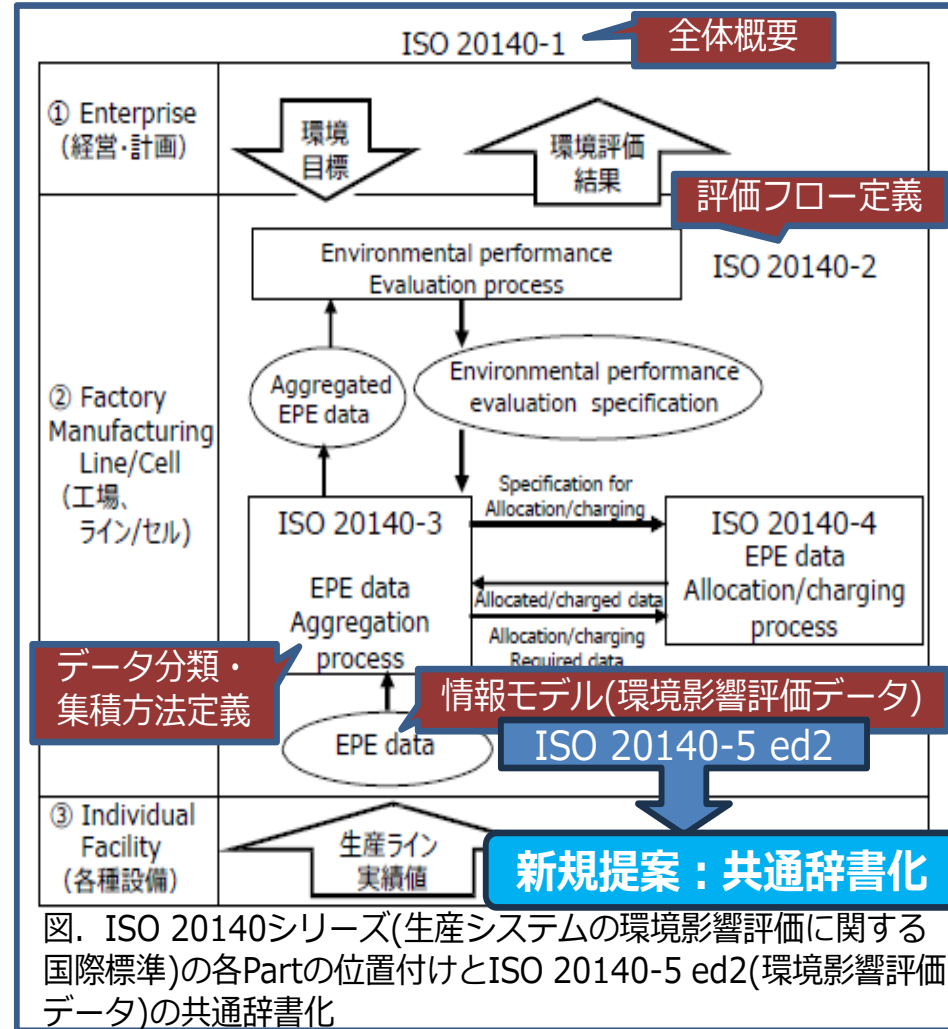 ISO 20140-1
全体概要
① Enterprise
（経営・計画）
環境
目標
環境評価
結果
評価フロー定義
ISO 20140-2
Environmental performance
Evaluation process
Aggregated
EPE data
Environmental performance
evaluation specification
② Factory
Manufacturing
Line/Cell
（工場、
ライン/セル）
Specification for
Allocation/charging
ISO 20140-3
EPE data
Aggregation
process
Allocated/charged data
Allocation/charging
Required data
ISO 20140-4
EPE data
Allocation/charging
process
データ分類・
集積方法定義
情報モデル(環境影響評価データ)
EPE data
ISO 20140-5 ed2
③ Individual
Facility
（各種設備）
生産ライン
実績値
新規提案：共通辞書化
図．ISO 20140シリーズ(生産システムの環境影響評価に関する
国際標準)の各Partの位置付けとISO 20140-5 ed2(環境影響評価
データ)の共通辞書化